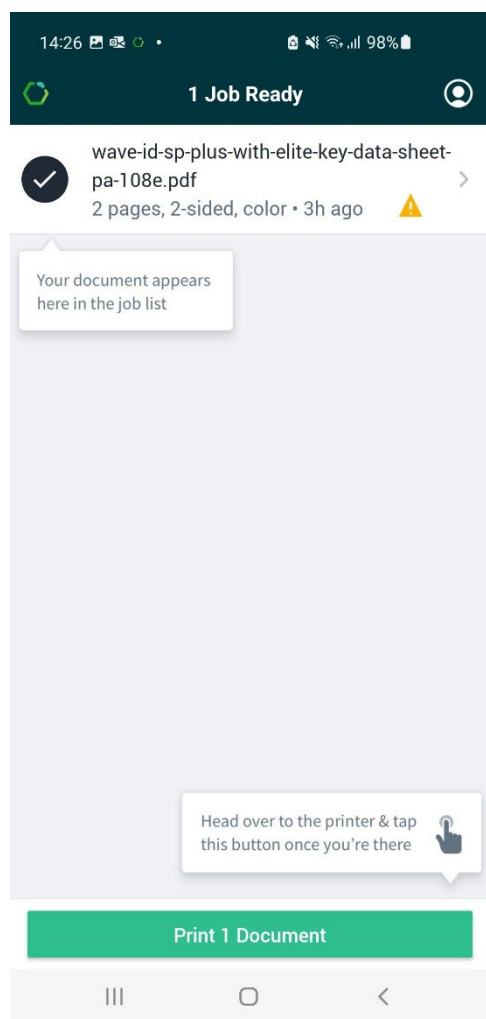 14:26
98%
1 Job Ready
wave-id-sp-plus-with-elite-key-data-sheet-
pa-108e.pdf
2 pages, 2-sided, color • 3h ago
Your document appears
here in the job list
Head over to the printer & tap
this button once you're there
Print 1 Document